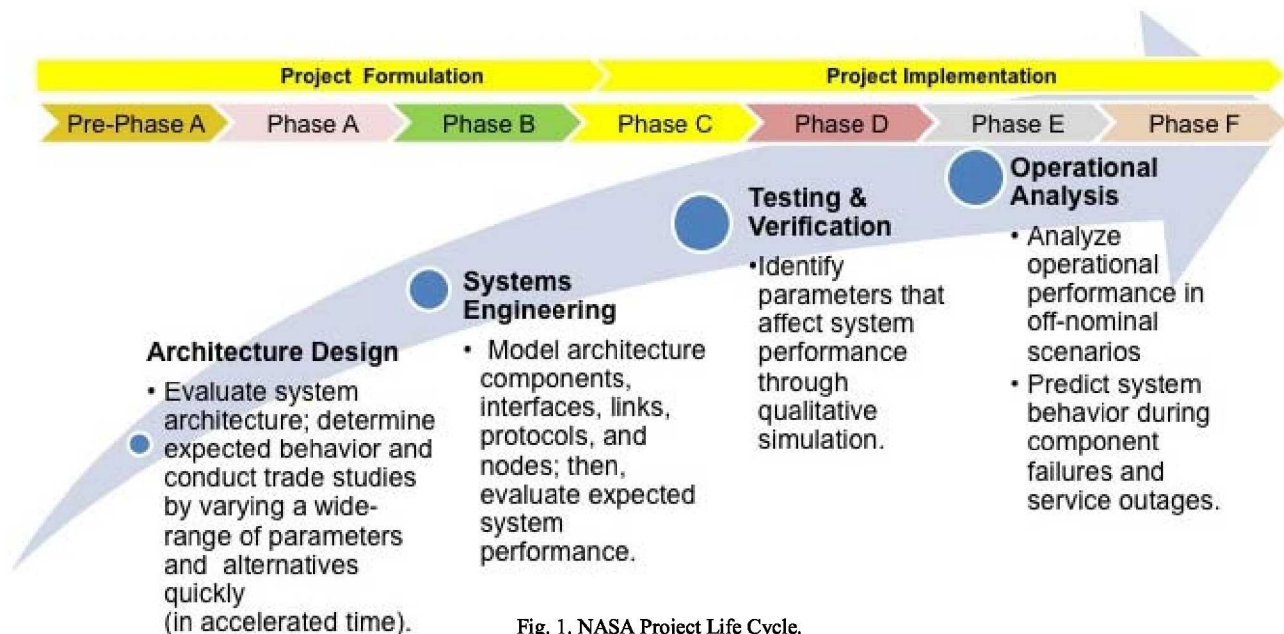 Project Formulation
Project Implementation
Pre-Phase A
Phase A
Phase B
Phase C
Phase D
Phase E
Phase F
Architecture Design
• Evaluate system
architecture; determine
expected behavior and
conduct trade studies
by varying a wide-
range of parameters
and alternatives
quickly
(in accelerated time).
Systems
Engineering
• Model architecture
components,
interfaces, links,
protocols, and
nodes; then,
evaluate expected
system
performance.
Testing &
Verification
•Identify
parameters that
affect system
performance
through
qualitative
simulation.
Operational
Analysis
• Analyze
operational
performance in
off-nominal
scenarios
• Predict system
behavior during
component
failures and
service outages.
Fig. 1. NASA Project Life Cycle.